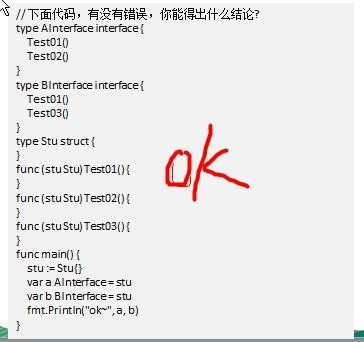 // 下面代码，有没有错误，你能得出什么结论？
type AInterface interface {
Test01()
Test02()
}
type BInterface interface {
Test01()
Test03()
}
type Stu struct {
}
func (stu Stu) Test01() {
}
func (stu Stu) Test02() {
}
func (stu Stu) Test03() {
}
ok
func main() {
stu := Stu{}
var a AInterface = stu
var b BInterface = stu
fmt.Println("ok~", a, b)
}